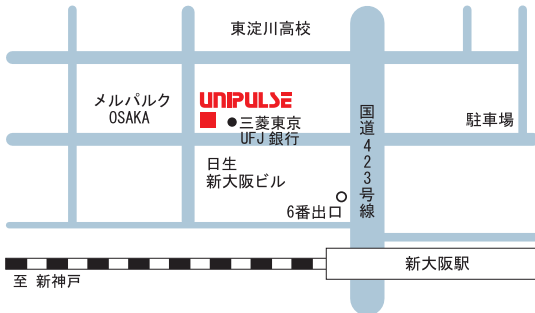 東淀川高校
メルパルク
OSAKA
UNIPULSE
三菱東京
UFJ 銀行
国道423号線
駐車場
日生
新大阪ビル
6番出口
新大阪駅
至 新神戸